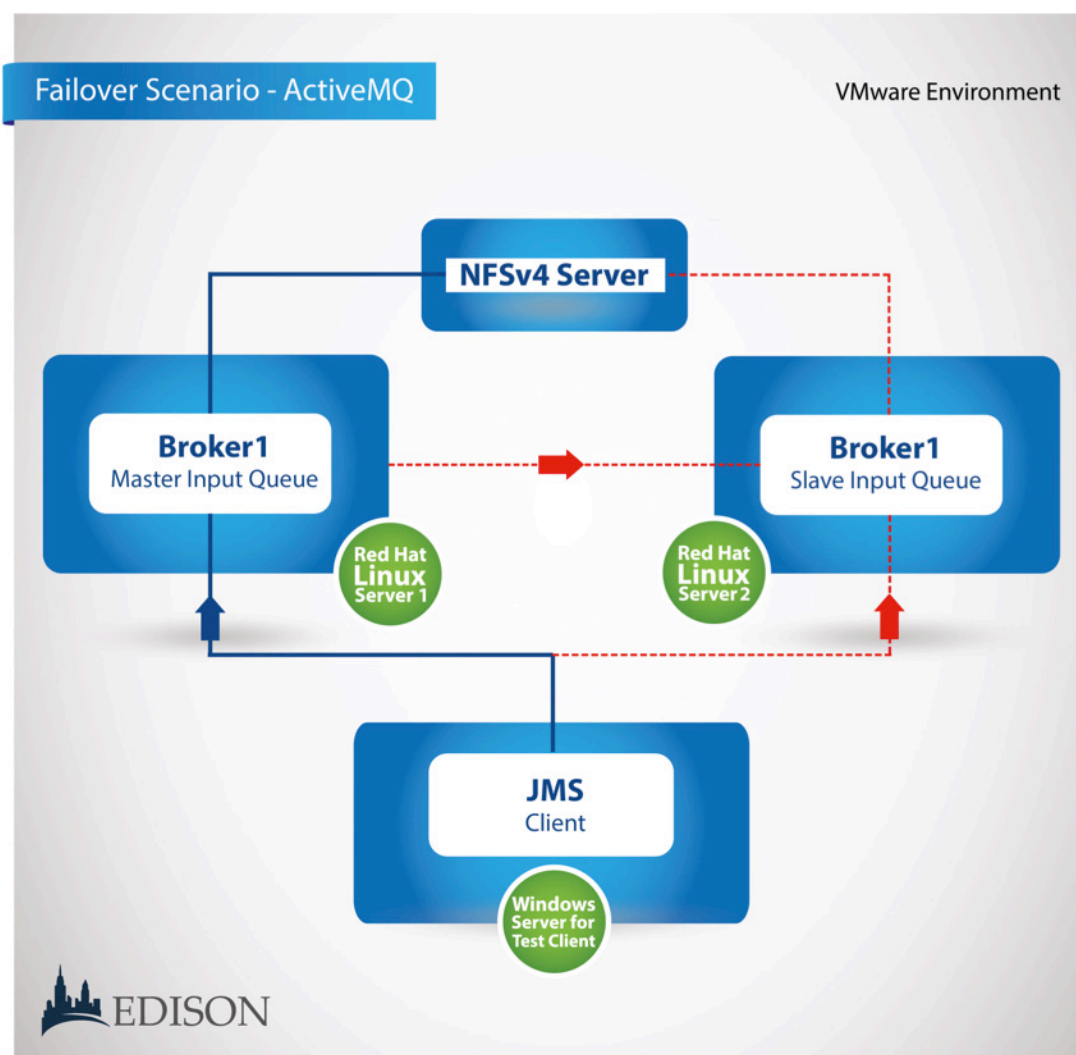 Failover Scenario - ActiveMQ
VMware Environment
NFSv4 Server
Broker1
Master Input Queue
Broker1
Slave Input Queue
Red Hat
Linux
Server 1
Red Hat
Linux
Server 2
JMS
Client
Windows
Server for
Test Client
EDISON